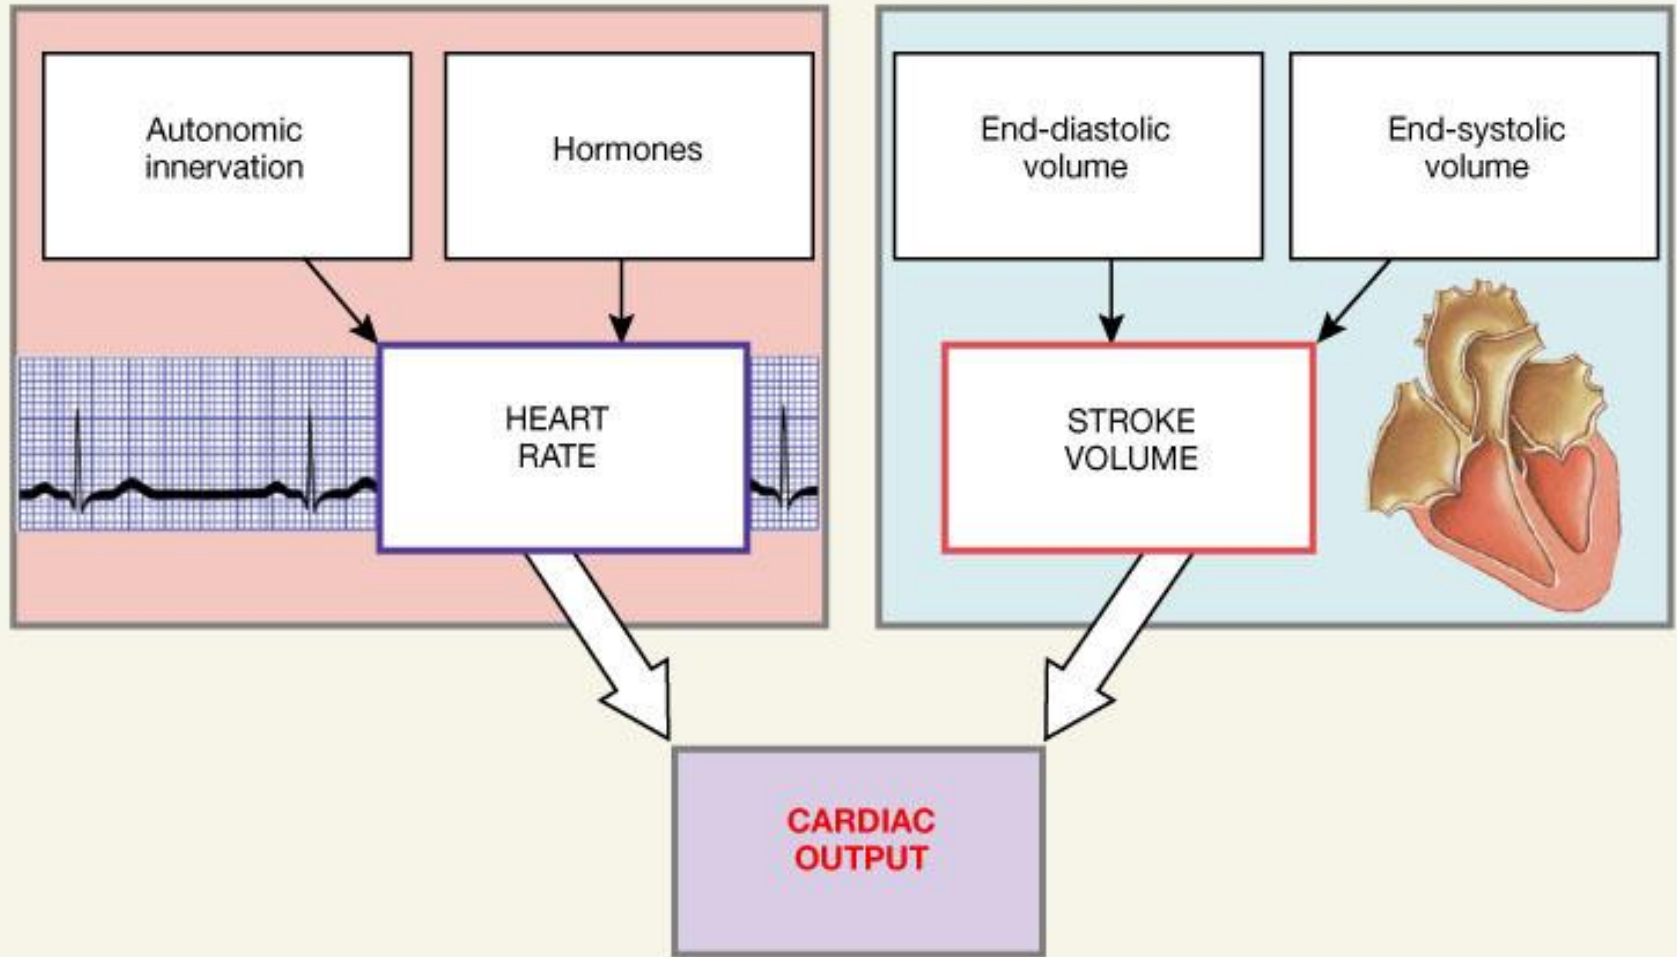 Autonomic
innervation
Hormones
End-diastolic
volume
End-systolic
volume
HEART
RATE
STROKE
VOLUME
CARDIAC
OUTPUT